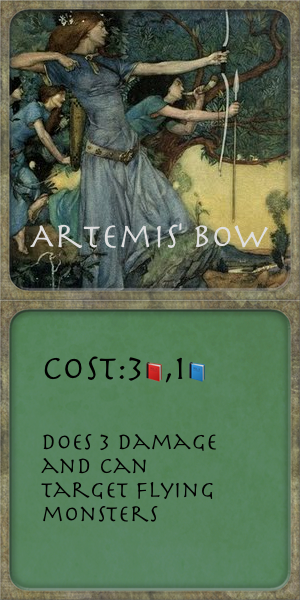 ARTEMIS' BOW
COST:3,1
DOES 3 DAMAGE
AND CAN
TARGET FLYING
MONSTERS